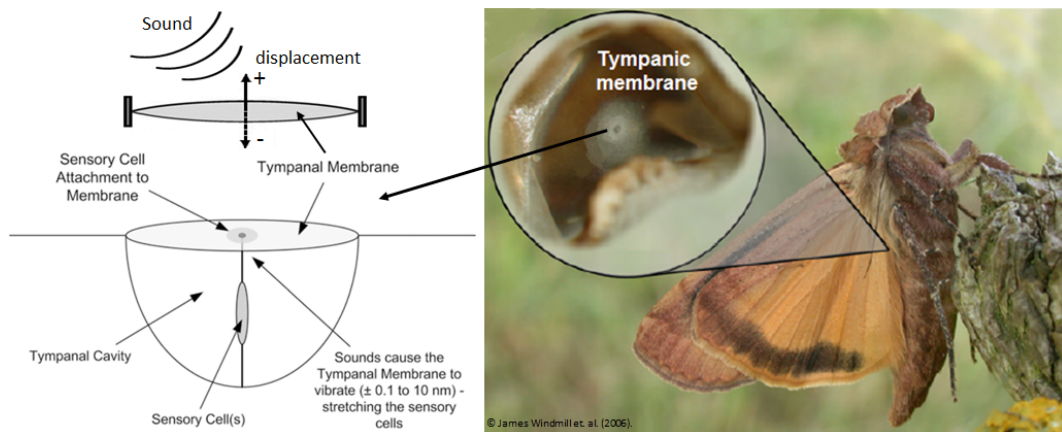 Sound
displacement
+
-
Sensory Cell
Attachment to
Membrane
Tympanal Membrane
Tympanal Cavity
Sensory Cell(s)
Sounds cause the
Tympanal Membrane to
vibrate (± 0.1 to 10 nm) -
stretching the sensory
cells
Tympanic
membrane
© James Windmill et. al. (2006).